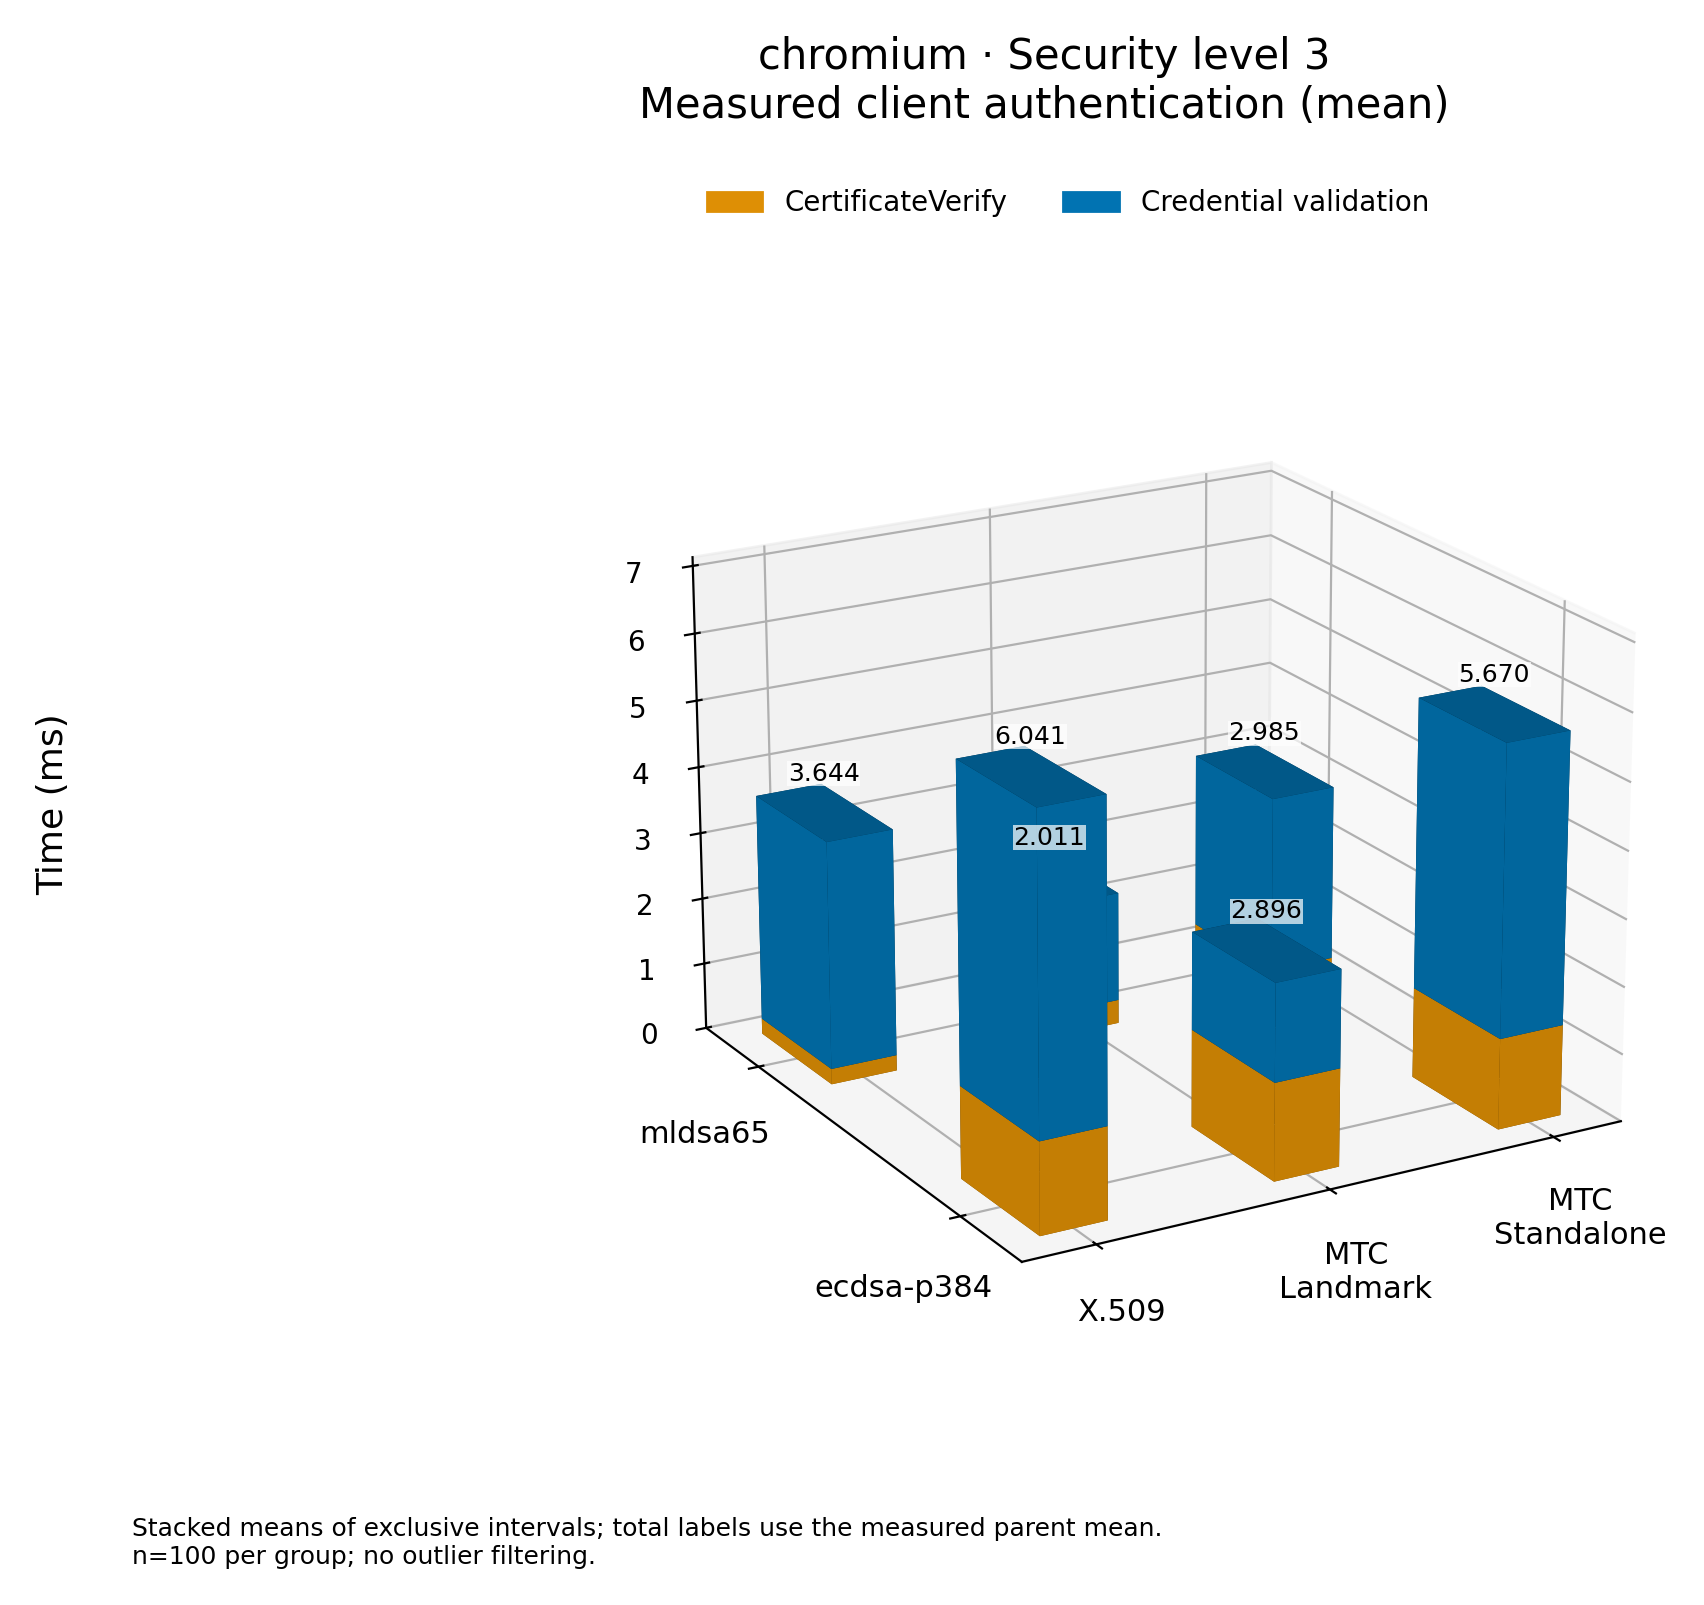 chromium · Security level 3
Measured client authentication (mean)
CertificateVerify
Credential validation
Time (ms)
7
6
5
4
3
2
1
0
5.670
2.985
6.041
3.644
2.011
2.896
mldsa65
ecdsa-p384
X.509
MTC
Landmark
MTC
Standalone
Stacked means of exclusive intervals; total labels use the measured parent mean.
n=100 per group; no outlier filtering.